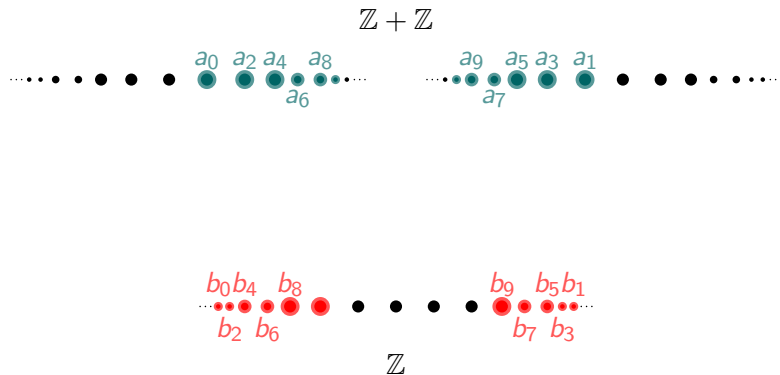 ℤ + ℤ
a₀ a₂ a₄ a₈ a₉ a₅ a₃ a₁
a₆ a₇
b₀ b₄ b₈ b₉ b₅ b₁
b₂ b₆ b₇ b₃
ℤ